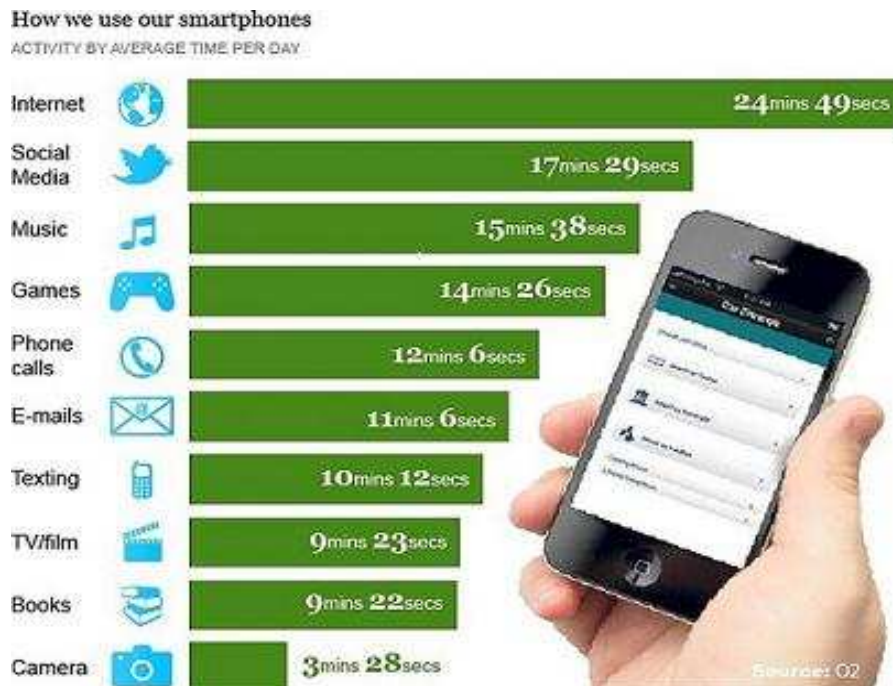 How we use our smartphones
ACTIVITY BY AVERAGE TIME PER DAY
Internet
24mins 49secs
Social
Media
17mins 29secs
Music
15mins 38secs
Games
14mins 26secs
Phone
calls
12mins 6secs
E-mails
11mins 6secs
Texting
10mins 12secs
TV/film
9mins 23secs
Books
9mins 22secs
Camera
3mins 28secs
Source: O2